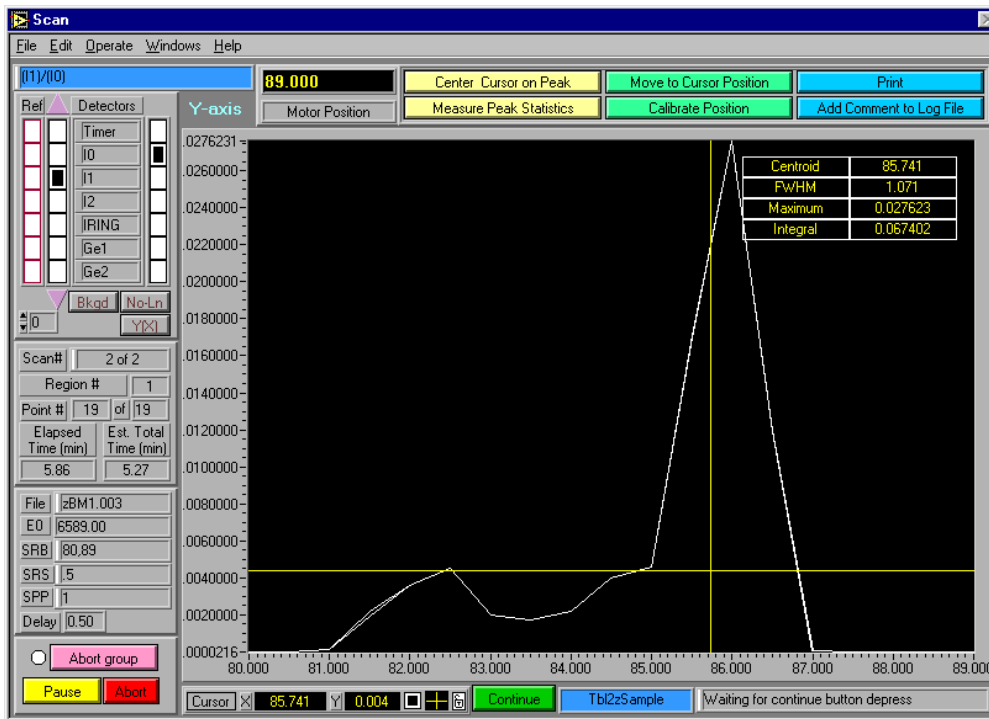 Scan
File Edit Operate Windows Help
(I1)/(I0)
89.000
Motor Position
Center Cursor on Peak
Move to Cursor Position
Print
Measure Peak Statistics
Calibrate Position
Add Comment to Log File
Ref Detectors
Timer
I0
I1
I2
IRING
Ge1
Ge2
Bkgd No-Ln
0 Y(X)
Scan# 2 of 2
Region # 1
Point # 19 of 19
Elapsed Time (min)
Est. Total Time (min)
5.86 5.27
File zBM1.003
E0 6589.00
SRB 80,89
SRS .5
SPP 1
Delay 0.50
Abort group
Pause Abort
Y-axis
.0276231
.0260000
.0240000
.0220000
.0200000
.0180000
.0160000
.0140000
.0120000
.0100000
.0080000
.0060000
.0040000
.0020000
.0000216
80.000 81.000 82.000 83.000 84.000 85.000 86.000 87.000 88.000 89.000
Centroid 85.741
FWHM 1.071
Maximum 0.027623
Integral 0.067402
Cursor X 85.741 Y 0.004 Continue Tbl2zSample Waiting for continue button depress